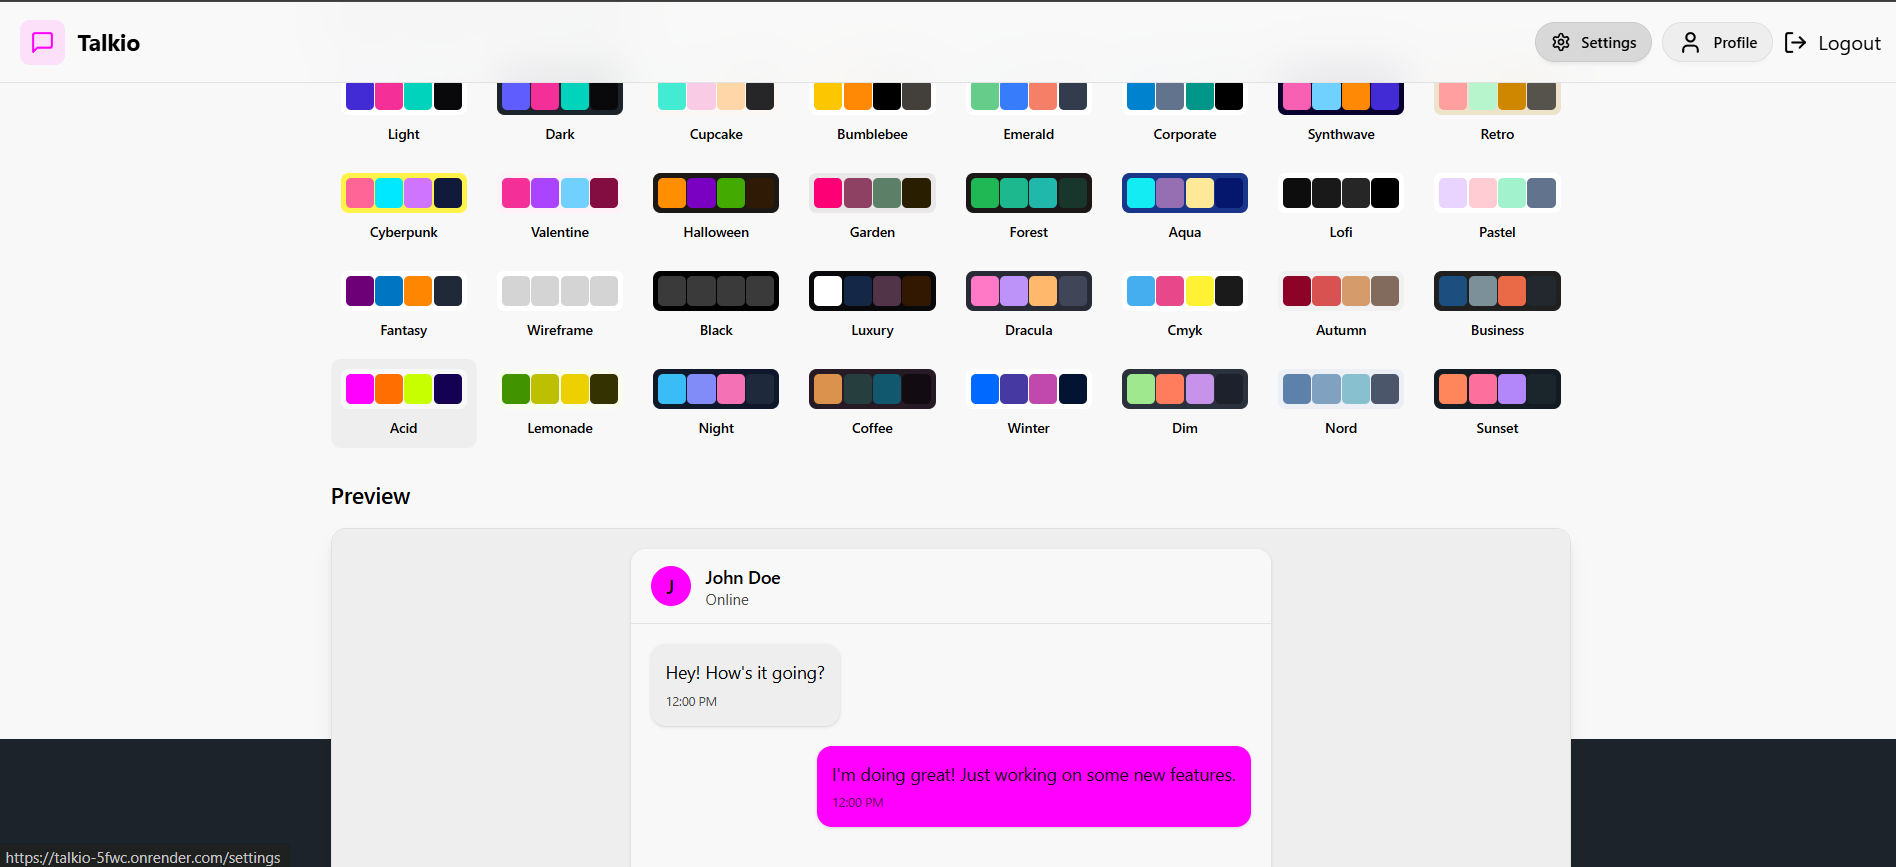 Talkio
Settings
Profile
Logout
Light
Dark
Cupcake
Bumblebee
Emerald
Corporate
Synthwave
Retro
Cyberpunk
Valentine
Halloween
Garden
Forest
Aqua
Lofi
Pastel
Fantasy
Wireframe
Black
Luxury
Dracula
Cmyk
Autumn
Business
Acid
Lemonade
Night
Coffee
Winter
Dim
Nord
Sunset
Preview
J
John Doe
Online
Hey! How's it going?
12:00 PM
I'm doing great! Just working on some new features.
12:00 PM
https://talkio-5fwc.onrender.com/settings